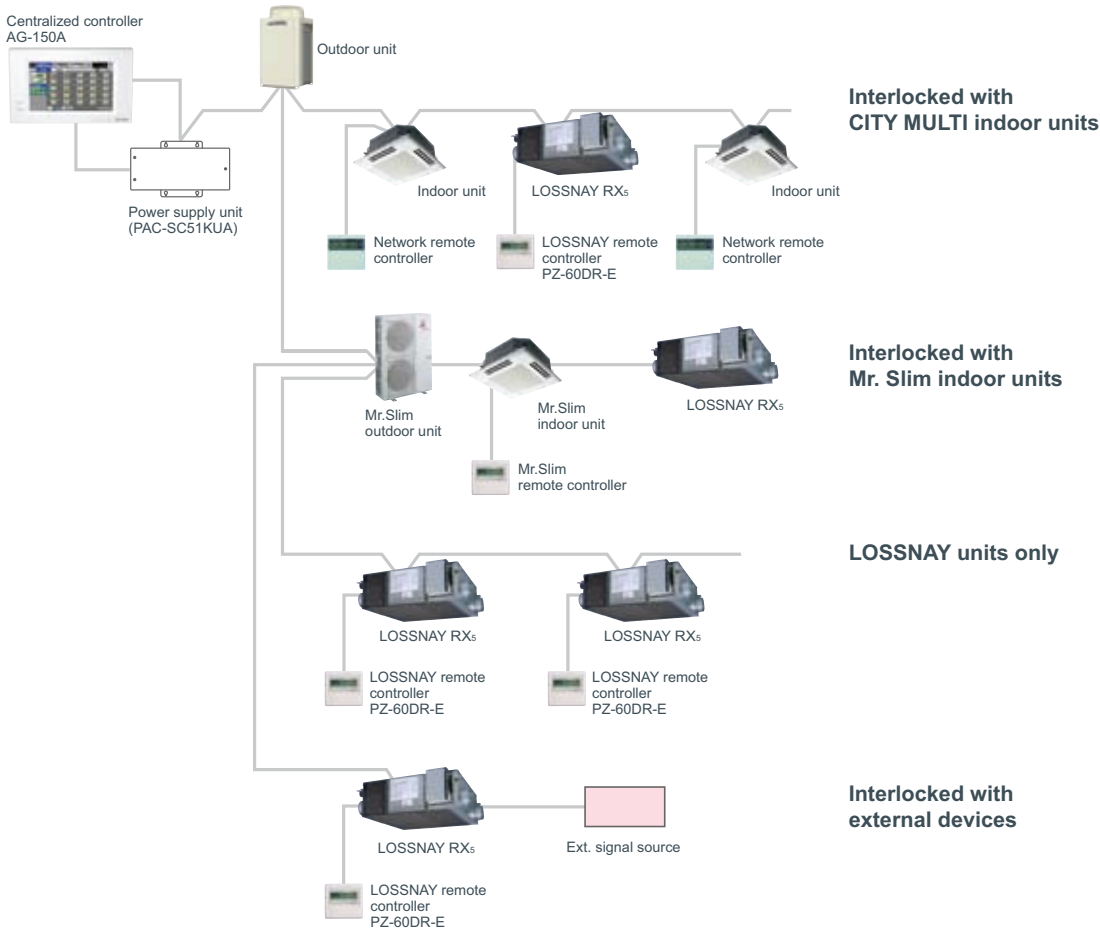 Centralized controller
AG-150A
Outdoor unit
Interlocked with
CITY MULTI indoor units
Indoor unit
LOSSNAY RX₅
Indoor unit
Power supply unit
(PAC-SC51KUA)
Network remote
controller
LOSSNAY remote
controller
PZ-60DR-E
Network remote
controller
Interlocked with
Mr. Slim indoor units
LOSSNAY RX₅
Mr.Slim
outdoor unit
Mr.Slim
indoor unit
Mr.Slim
remote controller
LOSSNAY units only
LOSSNAY RX₅
LOSSNAY RX₅
LOSSNAY remote
controller
PZ-60DR-E
LOSSNAY remote
controller
PZ-60DR-E
Interlocked with
external devices
LOSSNAY RX₅
Ext. signal source
LOSSNAY remote
controller
PZ-60DR-E